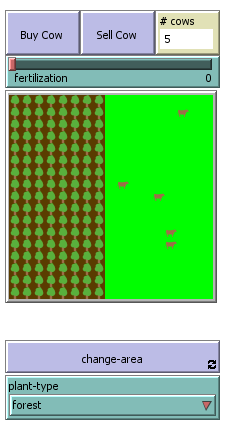 Buy Cow
Sell Cow
# cows
5
fertilization 0
change-area
plant-type
forest